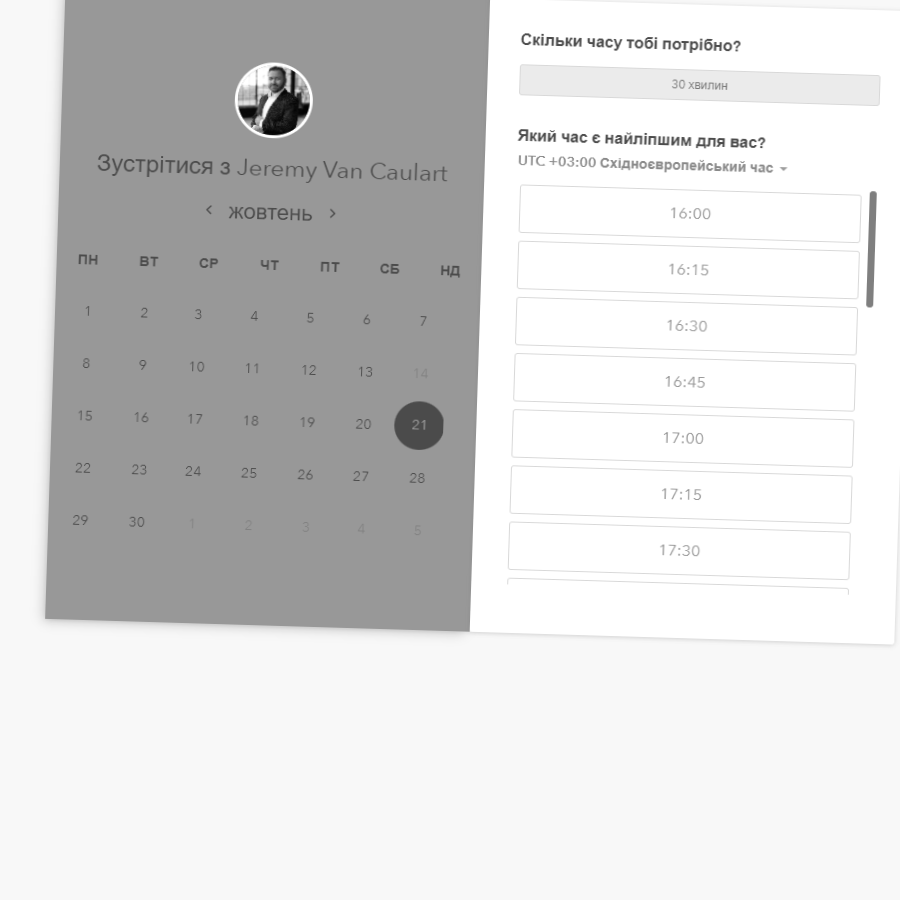 Зустрітися з Jeremy Van Caulart
жовтень
ПН ВТ СР ЧТ ПТ СБ НД
1 2 3 4 5 6 7
8 9 10 11 12 13 14
15 16 17 18 19 20 21
22 23 24 25 26 27 28
29 30 1 2 3 4 5
Скільки часу тобі потрібно?
30 хвилин
Який час є найліпшим для вас?
UTC +03:00 Східноєвропейський час
16:00
16:15
16:30
16:45
17:00
17:15
17:30